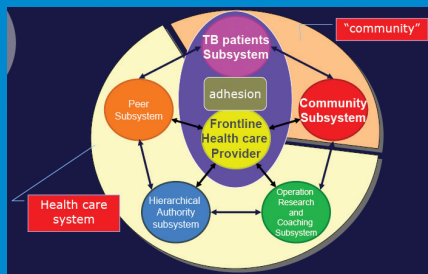 "community"
TB patients
Subsystem
adhesion
Peer
Subsystem
Community
Subsystem
Frontline
Health care
Provider
Health care
system
Hierarchical
Authority
subsystem
Operation
Research
and
Coaching
Subsystem